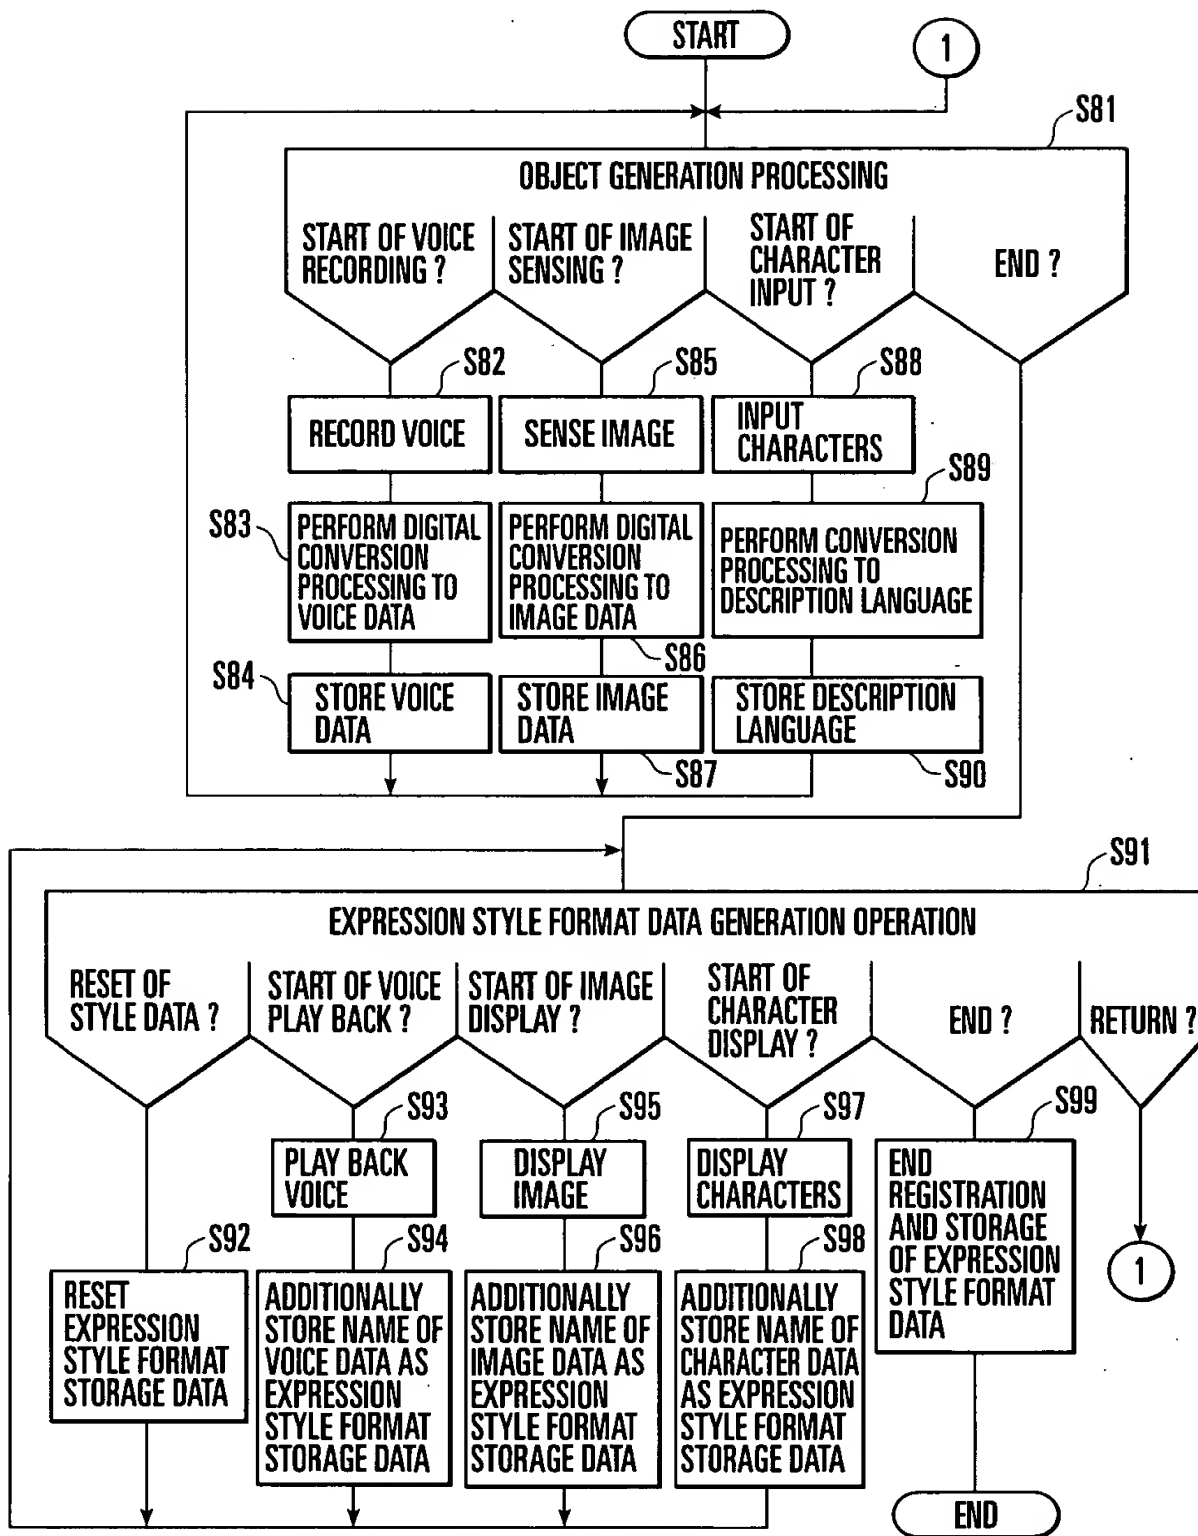 START
1
S81
OBJECT GENERATION PROCESSING
START OF VOICE
RECORDING ?
START OF IMAGE
SENSING ?
START OF
CHARACTER
INPUT ?
END ?
S82
RECORD VOICE
S85
SENSE IMAGE
S88
INPUT
CHARACTERS
S83
PERFORM DIGITAL
CONVERSION
PROCESSING TO
VOICE DATA
PERFORM DIGITAL
CONVERSION
PROCESSING TO
IMAGE DATA
S86
S89
PERFORM CONVERSION
PROCESSING TO
DESCRIPTION LANGUAGE
S84
STORE VOICE
DATA
STORE IMAGE
DATA
S87
STORE DESCRIPTION
LANGUAGE
S90
S91
EXPRESSION STYLE FORMAT DATA GENERATION OPERATION
RESET OF
STYLE DATA ?
START OF VOICE
PLAY BACK ?
START OF IMAGE
DISPLAY ?
START OF
CHARACTER
DISPLAY ?
END ?
RETURN ?
S93
PLAY BACK
VOICE
S95
DISPLAY
IMAGE
S97
DISPLAY
CHARACTERS
S99
END
REGISTRATION
AND STORAGE
OF EXPRESSION
STYLE FORMAT
DATA
1
S92
RESET
EXPRESSION
STYLE FORMAT
STORAGE DATA
S94
ADDITIONALLY
STORE NAME OF
VOICE DATA AS
EXPRESSION
STYLE FORMAT
STORAGE DATA
S96
ADDITIONALLY
STORE NAME OF
IMAGE DATA AS
EXPRESSION
STYLE FORMAT
STORAGE DATA
S98
ADDITIONALLY
STORE NAME OF
CHARACTER DATA
AS EXPRESSION
STYLE FORMAT
STORAGE DATA
END